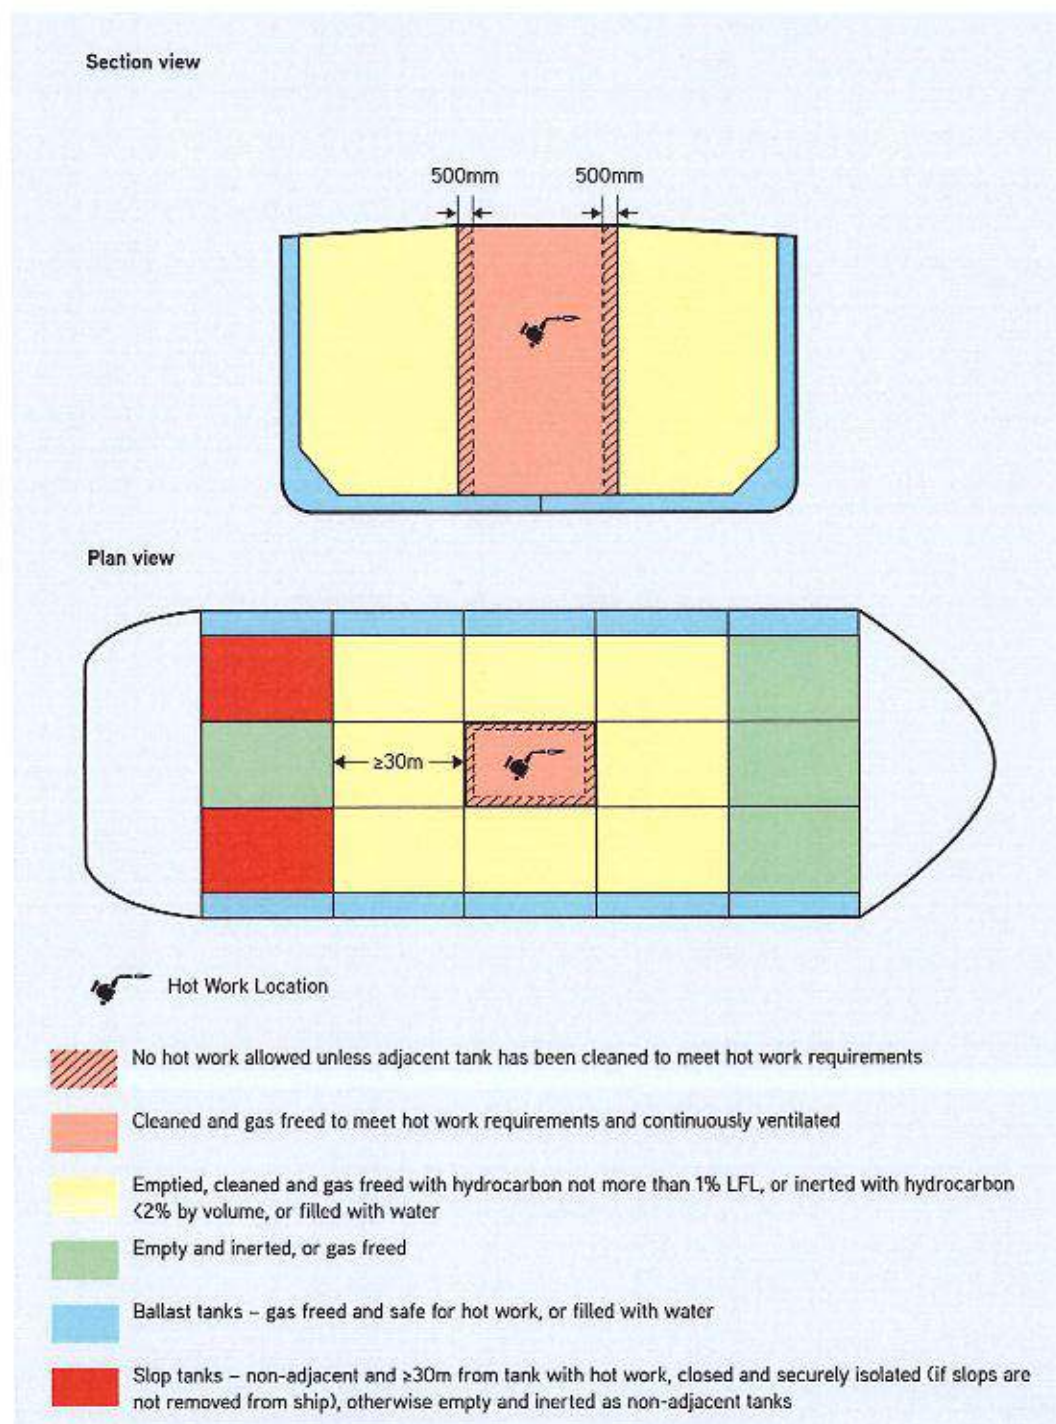 Section view
500mm 500mm
Plan view
≥30m
Hot Work Location
No hot work allowed unless adjacent tank has been cleaned to meet hot work requirements
Cleaned and gas freed to meet hot work requirements and continuously ventilated
Emptied, cleaned and gas freed with hydrocarbon not more than 1% LFL, or inerted with hydrocarbon
<2% by volume, or filled with water
Empty and inerted, or gas freed
Ballast tanks – gas freed and safe for hot work, or filled with water
Slop tanks – non-adjacent and ≥30m from tank with hot work, closed and securely isolated (if slops are
not removed from ship), otherwise empty and inerted as non-adjacent tanks